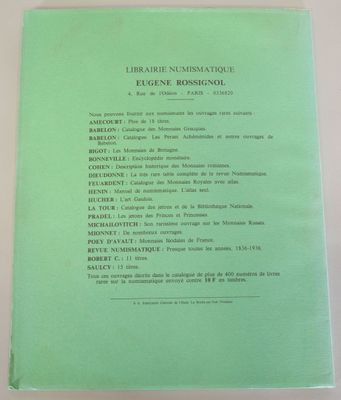 LIBRAIRIE NUMISMATIQUE
EUGENE ROSSIGNOL
4, Rue de l'Odéon - PARIS - 0336820
Nous pouvons fournir aux numismates les ouvrages rares suivants :
AMECOURT : Plus de 10 titres.
BABELON : Catalogue des Monnaies Grecques.
BABELON : Catalogue. Les Perses Achéménides et autres ouvrages de
Babelon.
BIGOT : Les Monnaies de Bretagne.
BONNEVILLE : Encyclopédie monétaire.
COHEN : Description historique des Monnaies romaines.
DIEUDONNE : La très rare table complète de la revue Numismatique.
FEUARDENT : Catalogue des Monnaies Royales avec atlas.
HENIN : Manuel de numismatique. L'atlas seul.
HUCHER : L'art Gaulois.
LA TOUR : Catalogue des jetons et de la Bibliothèque Nationale.
PRADEL : Les jetons des Princes et Princesses.
MICHAILOVITCH : Son rarissime ouvrage sur les Monnaies Russes.
MIONNET : De nombreux ouvrages.
POEY D'AVANT : Monnaies féodales de France.
REVUE NUMISMATIQUE : Presque toutes les années, 1836-1936.
ROBERT C. : 11 titres.
SAULCY : 15 titres.
Tous ces ouvrages décrits dans le catalogue de plus de 400 numéros de livres
rares sur la numismatique envoyé contre 10 F en timbres.